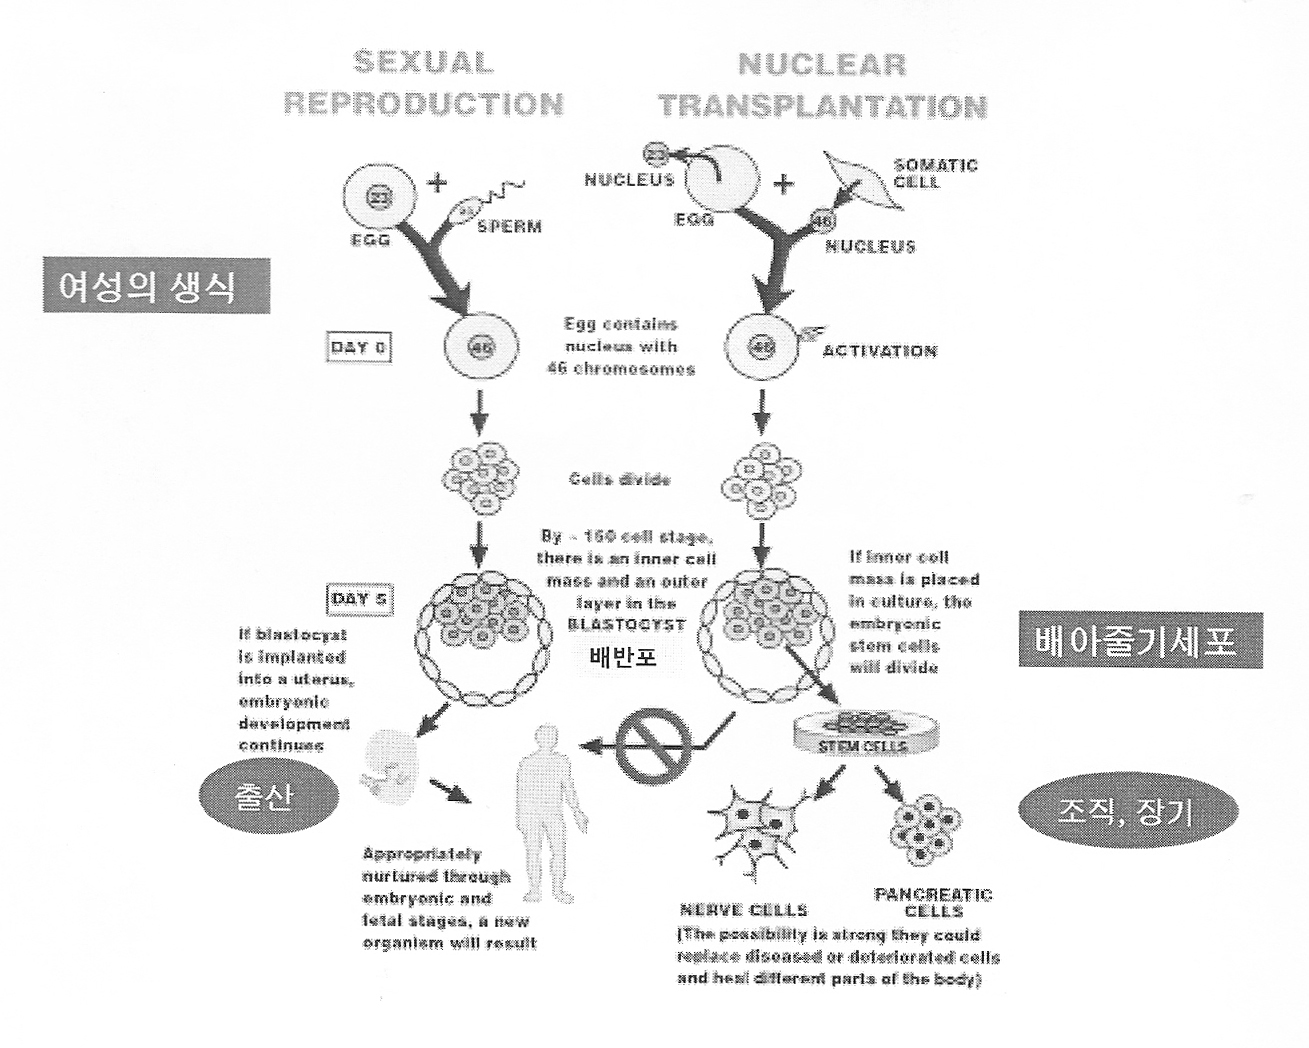 SEXUAL
REPRODUCTION
NUCLEAR
TRANSPLANTATION
23
+
SPERM
EGG
23
NUCLEUS
EGG
+
SOMATIC
CELL
46
NUCLEUS
여성의 생식
DAY 0
46
Egg contains
nucleus with
46 chromosomes
46
ACTIVATION
Cells divide
DAY 5
By ~ 150 cell stage,
there is an inner cell
mass and an outer
layer in the
BLASTOCYST
배반포
If inner cell
mass is placed
in culture, the
embryonic
stem cells
will divide
배아줄기세포
If blastocyst
is implanted
into a uterus,
embryonic
development
continues
출산
STEM CELLS
조직, 장기
Appropriately
nurtured through
embryonic and
fetal stages, a new
organism will result
NERVE CELLS
PANCREATIC
CELLS
(The possibility is strong they could
replace diseased or deteriorated cells
and heal different parts of the body)